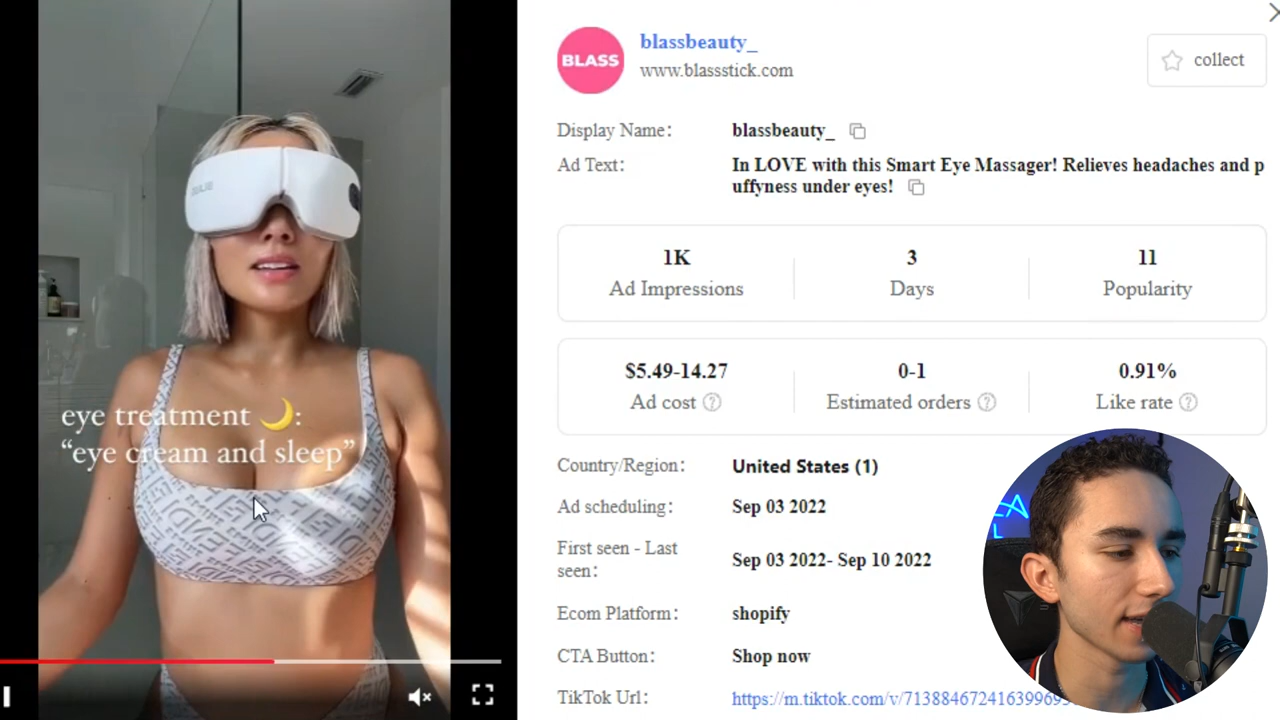 eye treatment 🌙:
“eye cream and sleep”
BLASS
blassbeauty_
www.blassstick.com
collect
Display Name:
blassbeauty_
Ad Text:
In LOVE with this Smart Eye Massager! Relieves headaches and p
uffyness under eyes!
1K
Ad Impressions
3
Days
11
Popularity
$5.49-14.27
Ad cost
0-1
Estimated orders
0.91%
Like rate
Country/Region:
United States (1)
Ad scheduling:
Sep 03 2022
First seen - Last
seen:
Sep 03 2022- Sep 10 2022
Ecom Platform:
shopify
CTA Button:
Shop now
TikTok Url: